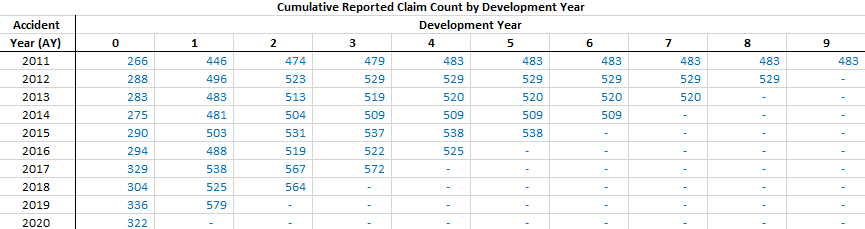 Cumulative Reported Claim Count by Development Year
Accident Development Year
Year (AY) 0 1 2 3 4 5 6 7 8 9
2011 266 446 474 479 483 483 483 483 483 483
2012 288 496 523 529 529 529 529 529 529 -
2013 283 483 513 519 520 520 520 520 - -
2014 275 481 504 509 509 509 509 - - -
2015 290 503 531 537 538 538 - - - -
2016 294 488 519 522 525 - - - - -
2017 329 538 567 572 - - - - - -
2018 304 525 564 - - - - - - -
2019 336 579 - - - - - - - -
2020 322 - - - - - - - - -